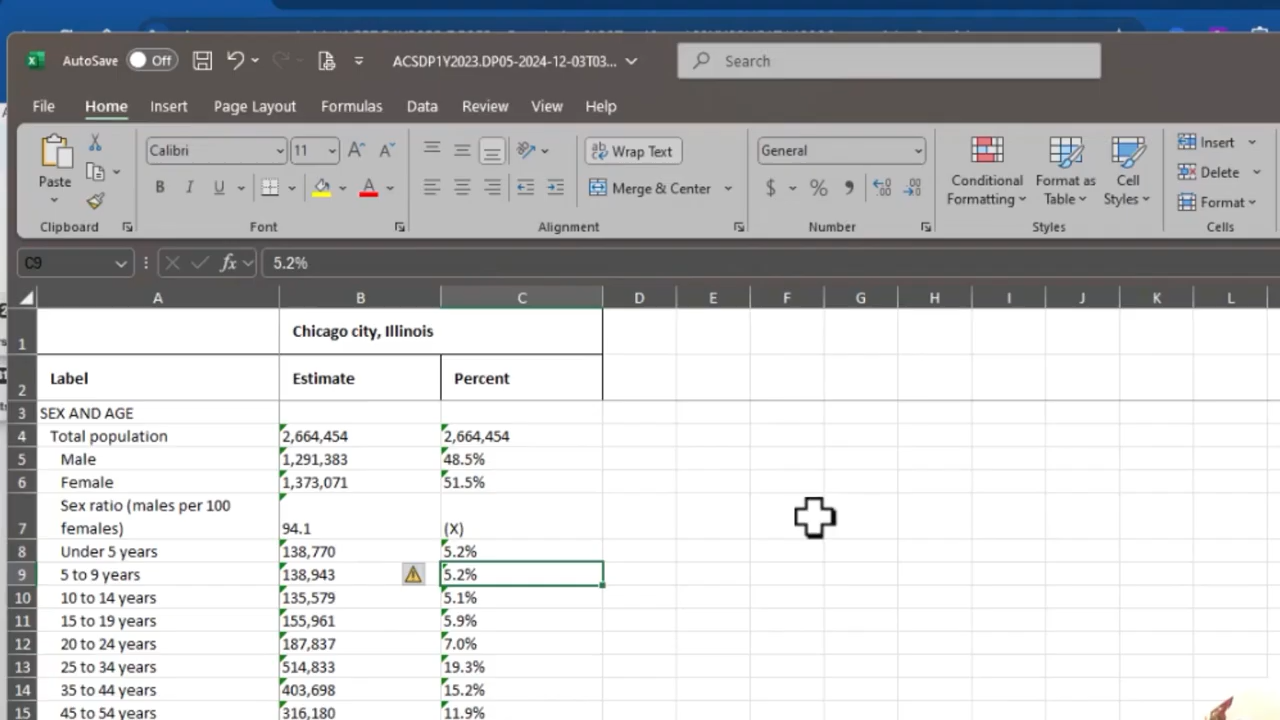 AutoSave Off ACSDP1Y2023.DP05-2024-12-03T03... Search
File Home Insert Page Layout Formulas Data Review View Help
Paste Calibri 11 Wrap Text General Conditional Formatting Format as Table Cell Styles Insert
B I U Merge & Center $ % Delete
Format
Clipboard Font Alignment Number Styles Cells
C9 fx 5.2%
A B C D E F G H I J K L
1 Chicago city, Illinois
2 Label Estimate Percent
3 SEX AND AGE
4 Total population 2,664,454 2,664,454
5 Male 1,291,383 48.5%
6 Female 1,373,071 51.5%
Sex ratio (males per 100
7 females) 94.1 (X)
8 Under 5 years 138,770 5.2%
9 5 to 9 years 138,943 5.2%
10 10 to 14 years 135,579 5.1%
11 15 to 19 years 155,961 5.9%
12 20 to 24 years 187,837 7.0%
13 25 to 34 years 514,833 19.3%
14 35 to 44 years 403,698 15.2%
15 45 to 54 years 316,180 11.9%